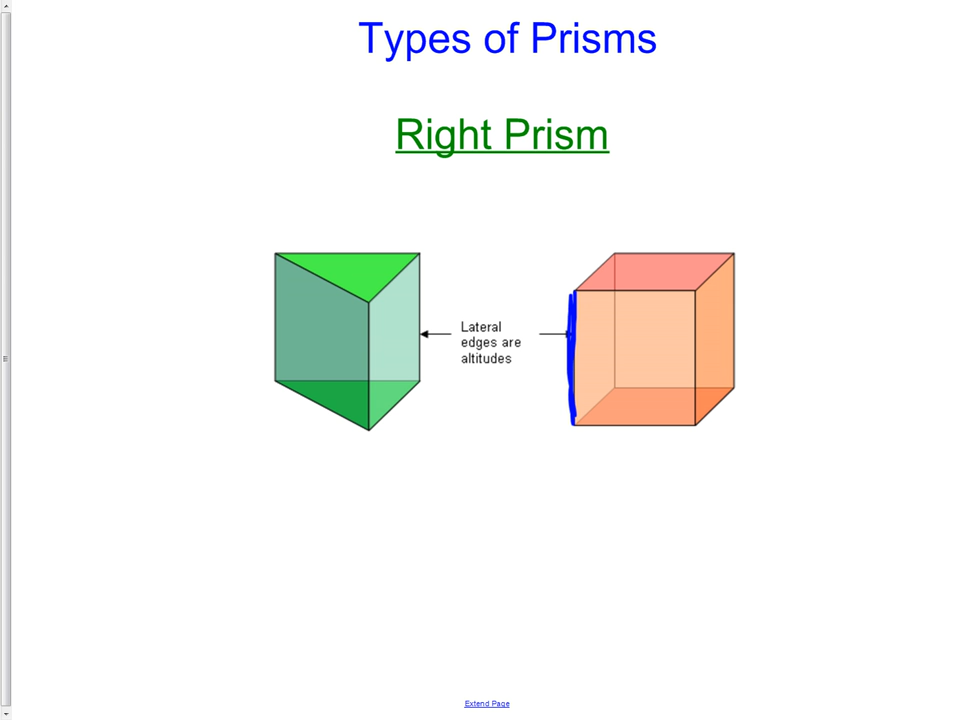 Types of Prisms
Right Prism
Lateral
edges are
altitudes
Extend Page